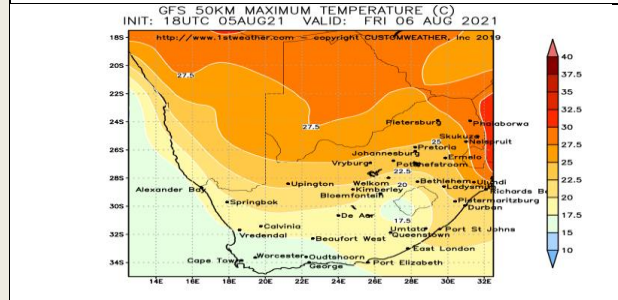 GFS 50KM MAXIMUM TEMPERATURE (C)
INIT: 18UTC 05AUG21 VALID: FRI 06 AUG 2021
http://www.1stweather.com — copyright CUSTOMWEATHER, Inc 2019
18S
20S
22S
24S
26S
28S
30S
32S
34S
14E
16E
18E
20E
22E
24E
26E
28E
30E
32E
27.5
27.5
25
22.5
20
17.5
Pietersburg
Phalaborwa
Skukuza
Nelspruit
Pretoria
Johannesburg
Ermelo
Vryburg
Potchefstroom
Welkom
Bethlehem
Ulundi
Upington
Kimberley
Ladysmith
Richards B
Bloemfontein
Alexander Bay
Springbok
Pietermaritzburg
Durban
De Aar
Calvinia
Umtata
Port St Johns
Vredendal
Queenstown
Beaufort West
East London
Worcester
Oudtshoorn
Cape Town
George
Port Elizabeth
40
37.5
35
32.5
30
27.5
25
22.5
20
17.5
15
10